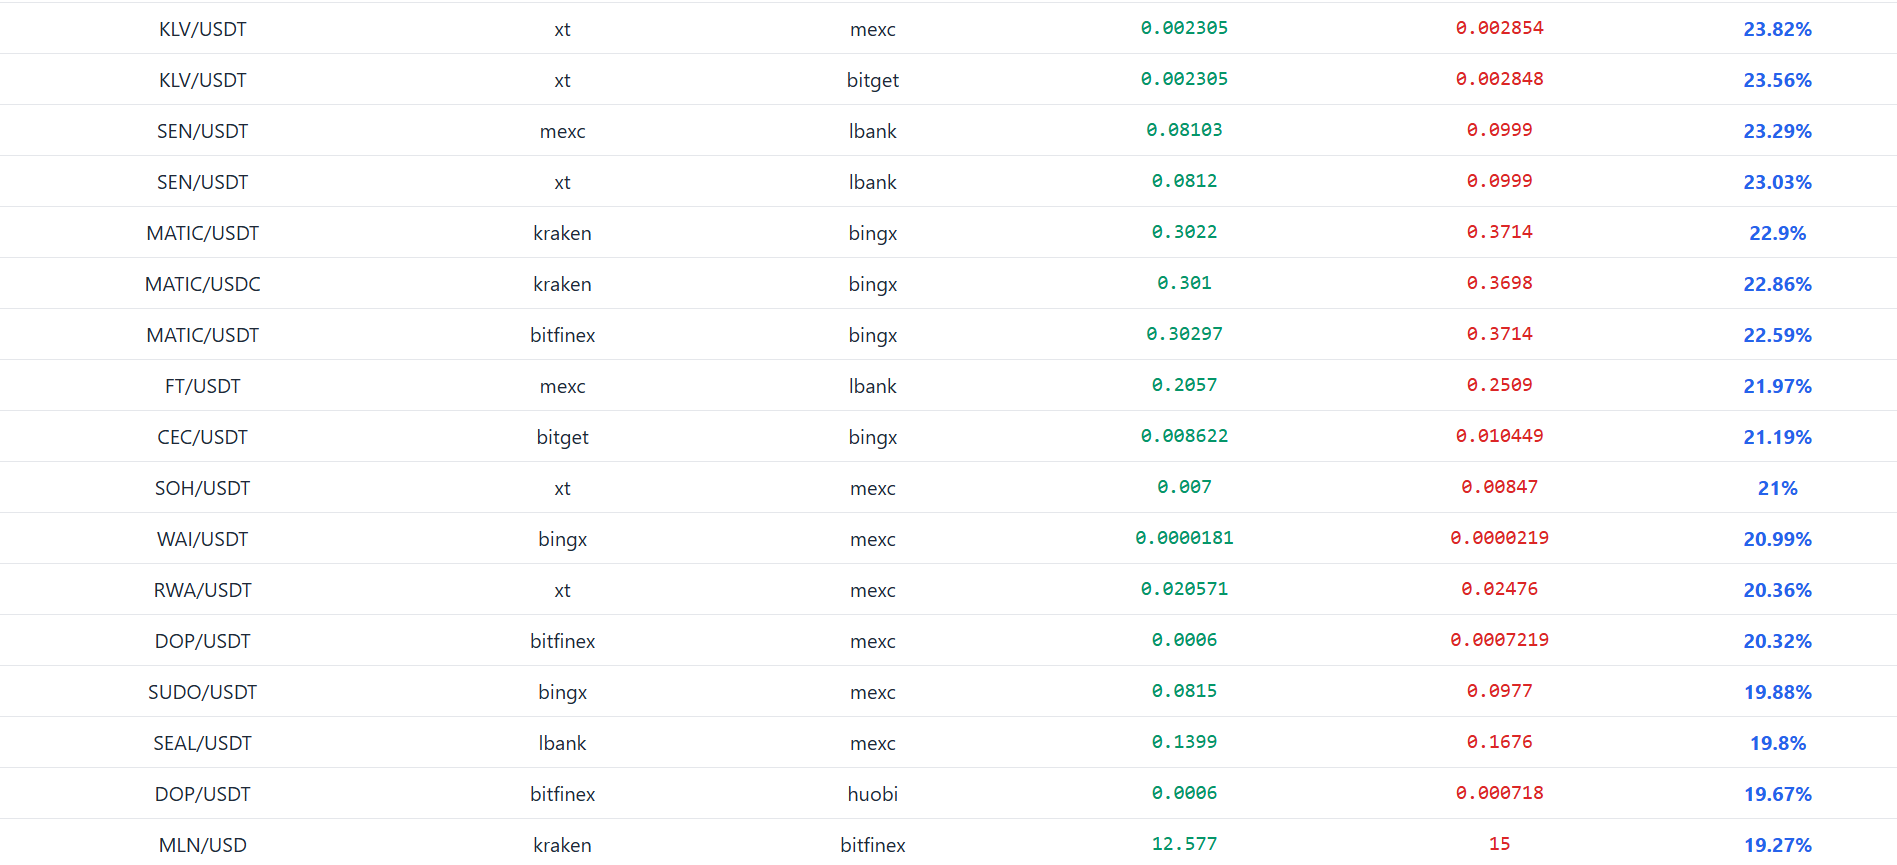 KLV/USDT xt mexc 0.002305 0.002854 23.82%
KLV/USDT xt bitget 0.002305 0.002848 23.56%
SEN/USDT mexc lbank 0.08103 0.0999 23.29%
SEN/USDT xt lbank 0.0812 0.0999 23.03%
MATIC/USDT kraken bingx 0.3022 0.3714 22.9%
MATIC/USDC kraken bingx 0.301 0.3698 22.86%
MATIC/USDT bitfinex bingx 0.30297 0.3714 22.59%
FT/USDT mexc lbank 0.2057 0.2509 21.97%
CEC/USDT bitget bingx 0.008622 0.010449 21.19%
SOH/USDT xt mexc 0.007 0.00847 21%
WAI/USDT bingx mexc 0.0000181 0.0000219 20.99%
RWA/USDT xt mexc 0.020571 0.02476 20.36%
DOP/USDT bitfinex mexc 0.0006 0.0007219 20.32%
SUDO/USDT bingx mexc 0.0815 0.0977 19.88%
SEAL/USDT lbank mexc 0.1399 0.1676 19.8%
DOP/USDT bitfinex huobi 0.0006 0.000718 19.67%
MLN/USD kraken bitfinex 12.577 15 19.27%